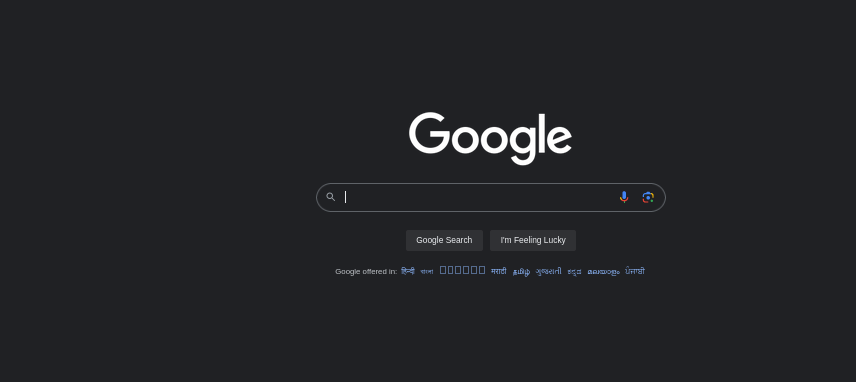 Google
Google Search I'm Feeling Lucky
Google offered in: हिन्दी বাংলা मराठी தமிழ் ગુજરાતી ಕನ್ನಡ മലയാളം ਪੰਜਾਬੀ